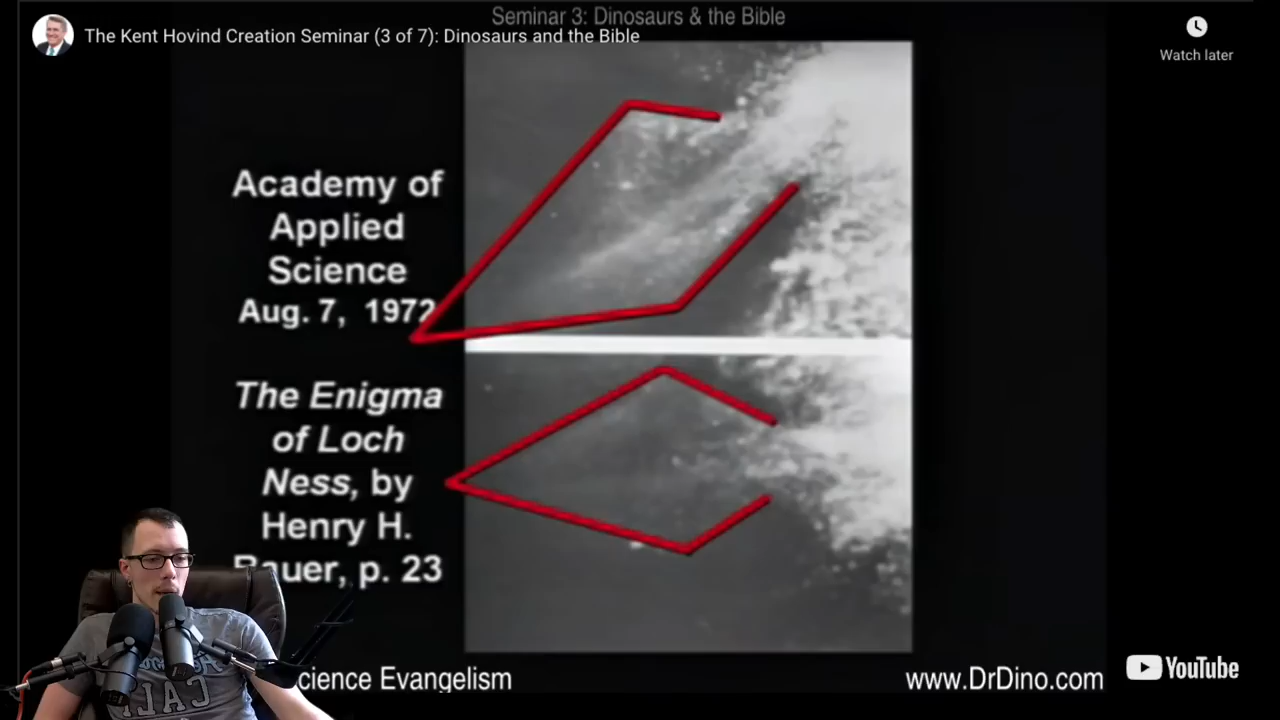 Seminar 3: Dinosaurs & the Bible
The Kent Hovind Creation Seminar (3 of 7): Dinosaurs and the Bible
Watch later
Academy of
Applied
Science
Aug. 7, 1972
The Enigma
of Loch
Ness, by
Henry H.
Bauer, p. 23
cience Evangelism
www.DrDino.com
YouTube
CALI